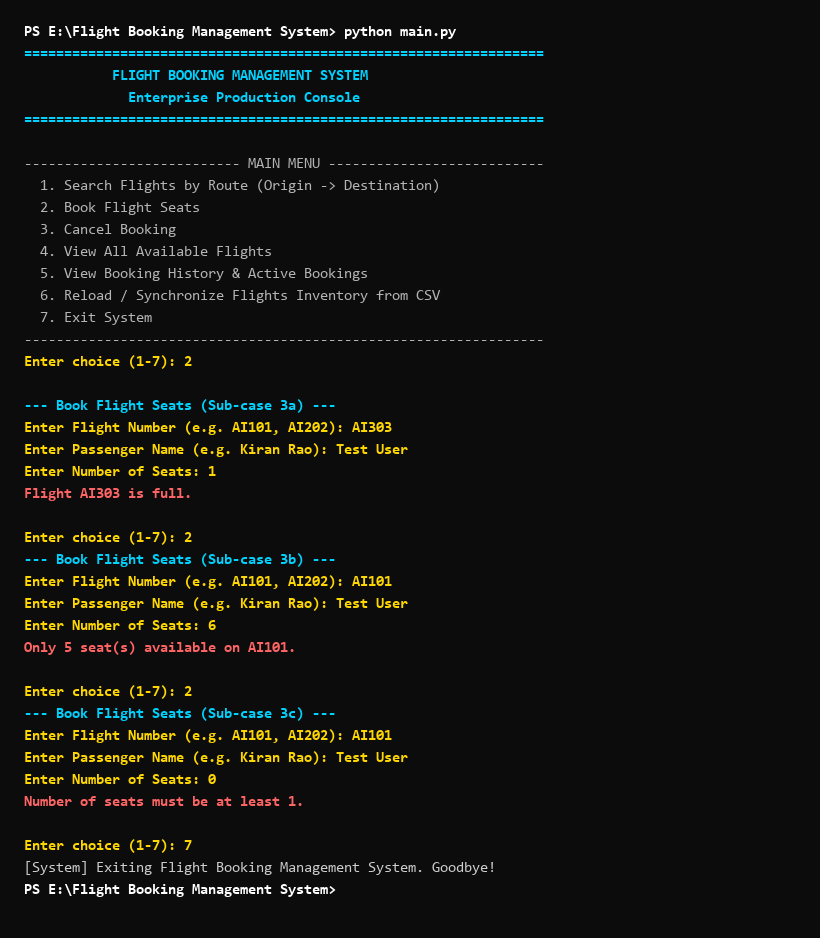 PS E:\Flight Booking Management System> python main.py
=================================================================
FLIGHT BOOKING MANAGEMENT SYSTEM
Enterprise Production Console
=================================================================
--------------------------- MAIN MENU ---------------------------
1. Search Flights by Route (Origin -> Destination)
2. Book Flight Seats
3. Cancel Booking
4. View All Available Flights
5. View Booking History & Active Bookings
6. Reload / Synchronize Flights Inventory from CSV
7. Exit System
-----------------------------------------------------------------
Enter choice (1-7): 2
--- Book Flight Seats (Sub-case 3a) ---
Enter Flight Number (e.g. AI101, AI202): AI303
Enter Passenger Name (e.g. Kiran Rao): Test User
Enter Number of Seats: 1
Flight AI303 is full.
Enter choice (1-7): 2
--- Book Flight Seats (Sub-case 3b) ---
Enter Flight Number (e.g. AI101, AI202): AI101
Enter Passenger Name (e.g. Kiran Rao): Test User
Enter Number of Seats: 6
Only 5 seat(s) available on AI101.
Enter choice (1-7): 2
--- Book Flight Seats (Sub-case 3c) ---
Enter Flight Number (e.g. AI101, AI202): AI101
Enter Passenger Name (e.g. Kiran Rao): Test User
Enter Number of Seats: 0
Number of seats must be at least 1.
Enter choice (1-7): 7
[System] Exiting Flight Booking Management System. Goodbye!
PS E:\Flight Booking Management System>